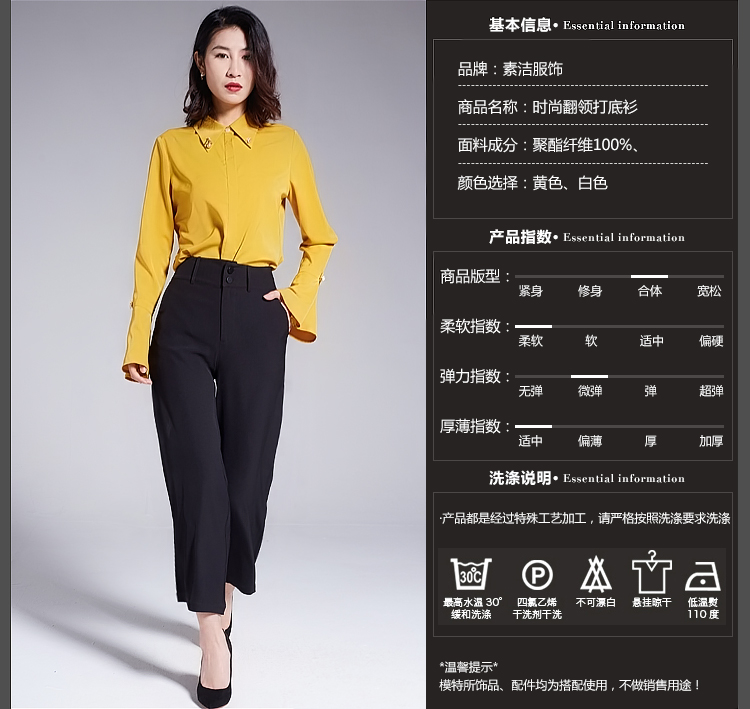 基本信息• Essential information
品牌：素洁服饰
商品名称：时尚翻领打底衫
面料成分：聚酯纤维100%、
颜色选择：黄色、白色
产品指数• Essential information
商品版型：
紧身 修身 合体 宽松
柔软指数：
柔软 软 适中 偏硬
弹力指数：
无弹 微弹 弹 超弹
厚薄指数：
适中 偏薄 厚 加厚
洗涤说明• Essential information
·产品都是经过特殊工艺加工，请严格按照洗涤要求洗涤
30℃ P
最高水温 30° 四氯乙烯 不可漂白 悬挂晾干 低温熨
缓和洗涤 干洗剂干洗 110 度
*温馨提示*
模特所饰品、配件均为搭配使用，不做销售用途！